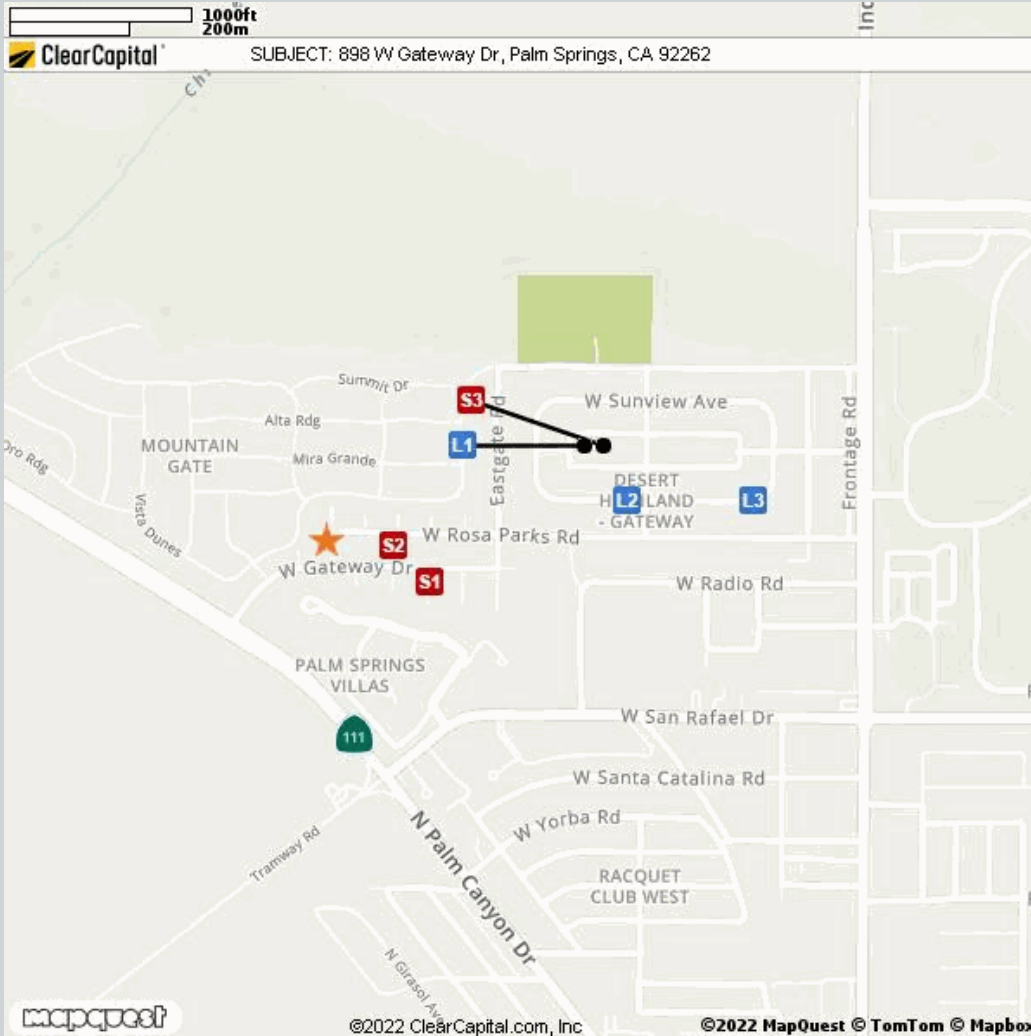 1000ft
200m
ClearCapital
SUBJECT: 898 W Gateway Dr, Palm Springs, CA 92262
Summit Dr
S3
W Sunview Ave
Alta Rdg
L1
MOUNTAIN
GATE
Mira Grande
Eastgate Rd
Frontage Rd
Oro Rdg
DESERT
L2
L3
- GATEWAY
Vista Dunes
W Rosa Parks Rd
S2
W Gateway Dr
S1
W Radio Rd
PALM SPRINGS
VILLAS
111
W San Rafael Dr
W Santa Catalina Rd
W Yorba Rd
Tramway Rd
N Palm Canyon Dr
RACQUET
CLUB WEST
N Girasol Ave
mapquest
©2022 ClearCapital.com, Inc
©2022 MapQuest © TomTom © Mapbox